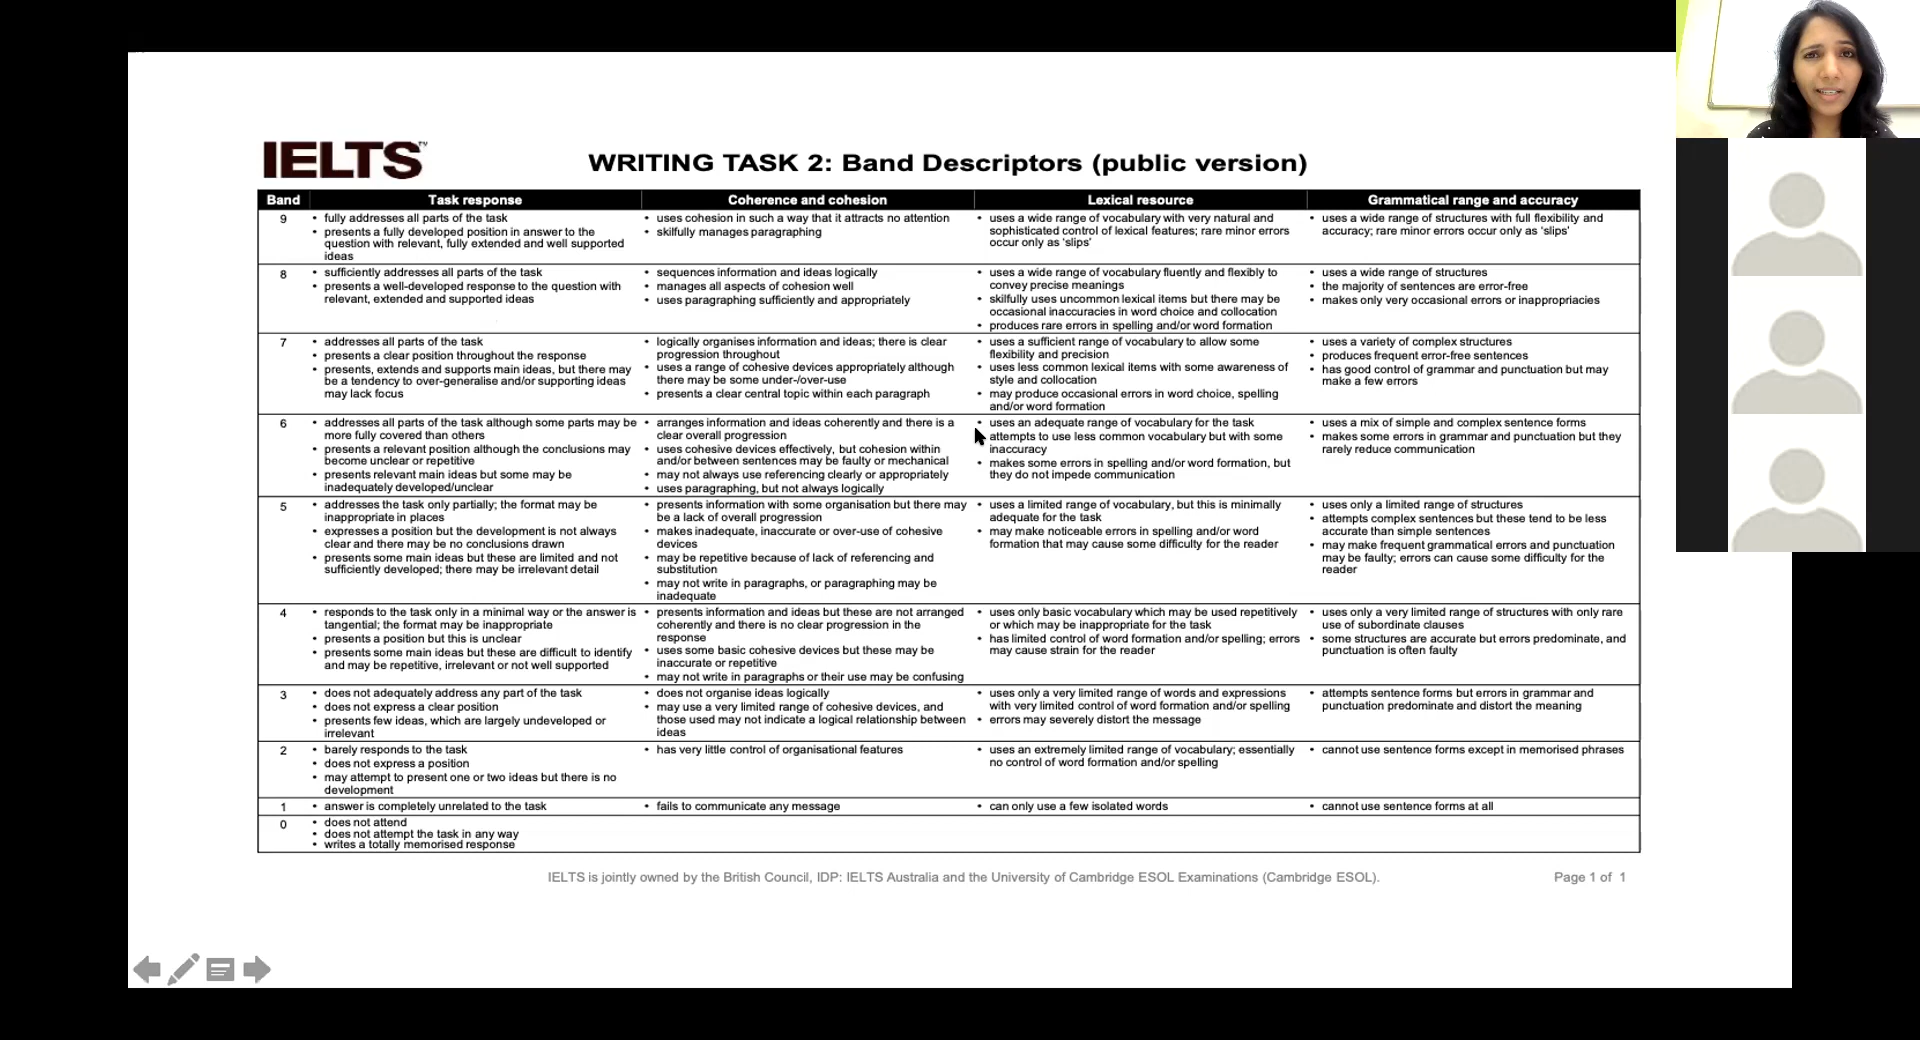 IELTS™
WRITING TASK 2: Band Descriptors (public version)
Band Task response Coherence and cohesion Lexical resource Grammatical range and accuracy
9
• fully addresses all parts of the task
• presents a fully developed position in answer to the
question with relevant, fully extended and well supported
ideas
• uses cohesion in such a way that it attracts no attention
• skilfully manages paragraphing
• uses a wide range of vocabulary with very natural and
sophisticated control of lexical features; rare minor errors
occur only as ‘slips’
• uses a wide range of structures with full flexibility and
accuracy; rare minor errors occur only as ‘slips’
8
• sufficiently addresses all parts of the task
• presents a well-developed response to the question with
relevant, extended and supported ideas
• sequences information and ideas logically
• manages all aspects of cohesion well
• uses paragraphing sufficiently and appropriately
• uses a wide range of vocabulary fluently and flexibly to
convey precise meanings
• skilfully uses uncommon lexical items but there may be
occasional inaccuracies in word choice and collocation
• produces rare errors in spelling and/or word formation
• uses a wide range of structures
• the majority of sentences are error-free
• makes only very occasional errors or inappropriacies
7
• addresses all parts of the task
• presents a clear position throughout the response
• presents, extends and supports main ideas, but there may
be a tendency to over-generalise and/or supporting ideas
may lack focus
• logically organises information and ideas; there is clear
progression throughout
• uses a range of cohesive devices appropriately although
there may be some under-/over-use
• presents a clear central topic within each paragraph
• uses a sufficient range of vocabulary to allow some
flexibility and precision
• uses less common lexical items with some awareness of
style and collocation
• may produce occasional errors in word choice, spelling
and/or word formation
• uses a variety of complex structures
• produces frequent error-free sentences
• has good control of grammar and punctuation but may
make a few errors
6
• addresses all parts of the task although some parts may be
more fully covered than others
• presents a relevant position although the conclusions may
become unclear or repetitive
• presents relevant main ideas but some may be
inadequately developed/unclear
• arranges information and ideas coherently and there is a
clear overall progression
• uses cohesive devices effectively, but cohesion within
and/or between sentences may be faulty or mechanical
• may not always use referencing clearly or appropriately
• uses paragraphing, but not always logically
• uses an adequate range of vocabulary for the task
attempts to use less common vocabulary but with some
inaccuracy
• makes some errors in spelling and/or word formation, but
they do not impede communication
• uses a mix of simple and complex sentence forms
• makes some errors in grammar and punctuation but they
rarely reduce communication
5
• addresses the task only partially; the format may be
inappropriate in places
• expresses a position but the development is not always
clear and there may be no conclusions drawn
• presents some main ideas but these are limited and not
sufficiently developed; there may be irrelevant detail
• presents information with some organisation but there may
be a lack of overall progression
• makes inadequate, inaccurate or over-use of cohesive
devices
• may be repetitive because of lack of referencing and
substitution
• may not write in paragraphs, or paragraphing may be
inadequate
• uses a limited range of vocabulary, but this is minimally
adequate for the task
• may make noticeable errors in spelling and/or word
formation that may cause some difficulty for the reader
• uses only a limited range of structures
• attempts complex sentences but these tend to be less
accurate than simple sentences
• may make frequent grammatical errors and punctuation
may be faulty; errors can cause some difficulty for the
reader
4
• responds to the task only in a minimal way or the answer is
tangential; the format may be inappropriate
• presents a position but this is unclear
• presents some main ideas but these are difficult to identify
and may be repetitive, irrelevant or not well supported
• presents information and ideas but these are not arranged
coherently and there is no clear progression in the
response
• uses some basic cohesive devices but these may be
inaccurate or repetitive
• may not write in paragraphs or their use may be confusing
• uses only basic vocabulary which may be used repetitively
or which may be inappropriate for the task
• has limited control of word formation and/or spelling; errors
may cause strain for the reader
• uses only a very limited range of structures with only rare
use of subordinate clauses
• some structures are accurate but errors predominate, and
punctuation is often faulty
3
• does not adequately address any part of the task
• does not express a clear position
• presents few ideas, which are largely undeveloped or
irrelevant
• does not organise ideas logically
• may use a very limited range of cohesive devices, and
those used may not indicate a logical relationship between
ideas
• uses only a very limited range of words and expressions
with very limited control of word formation and/or spelling
• errors may severely distort the message
• attempts sentence forms but errors in grammar and
punctuation predominate and distort the meaning
2
• barely responds to the task
• does not express a position
• may attempt to present one or two ideas but there is no
development
• has very little control of organisational features
• uses an extremely limited range of vocabulary; essentially
no control of word formation and/or spelling
• cannot use sentence forms except in memorised phrases
1
• answer is completely unrelated to the task
• fails to communicate any message
• can only use a few isolated words
• cannot use sentence forms at all
0
• does not attend
• does not attempt the task in any way
• writes a totally memorised response
IELTS is jointly owned by the British Council, IDP: IELTS Australia and the University of Cambridge ESOL Examinations (Cambridge ESOL).
Page 1 of 1